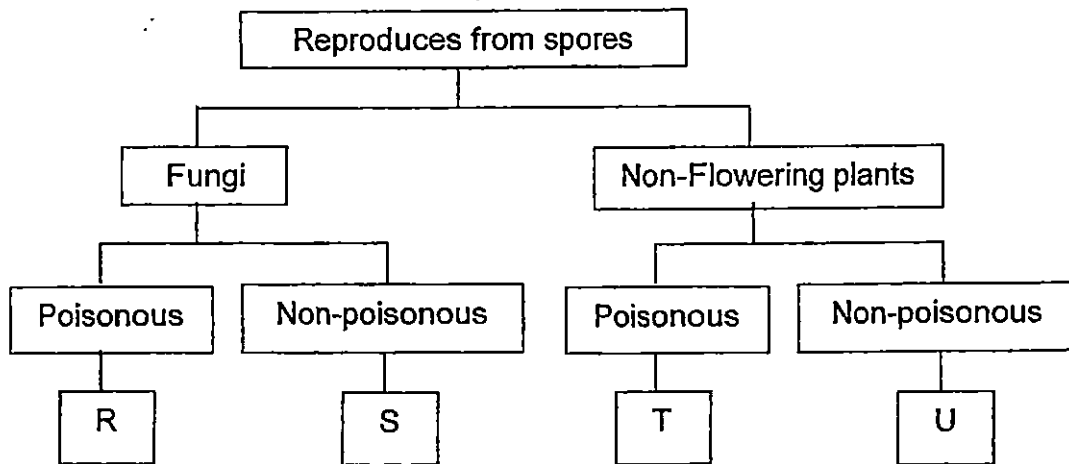 Reproduces from spores
Fungi
Non-Flowering plants
Poisonous
Non-poisonous
Poisonous
Non-poisonous
R
S
T
U